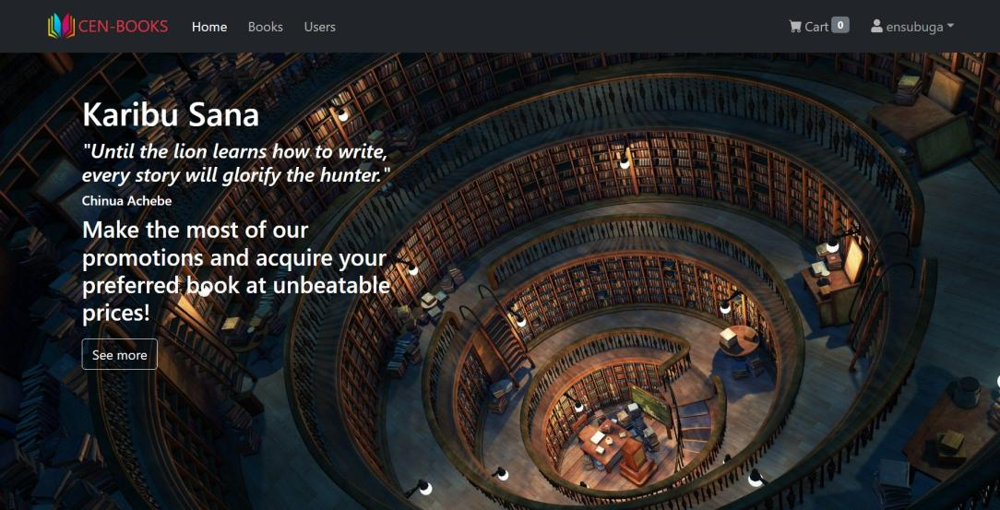 CEN-BOOKS Home Books Users Cart 0 ensubuga
Karibu Sana
"Until the lion learns how to write,
every story will glorify the hunter."
Chinua Achebe
Make the most of our
promotions and acquire your
preferred book at unbeatable
prices!
See more